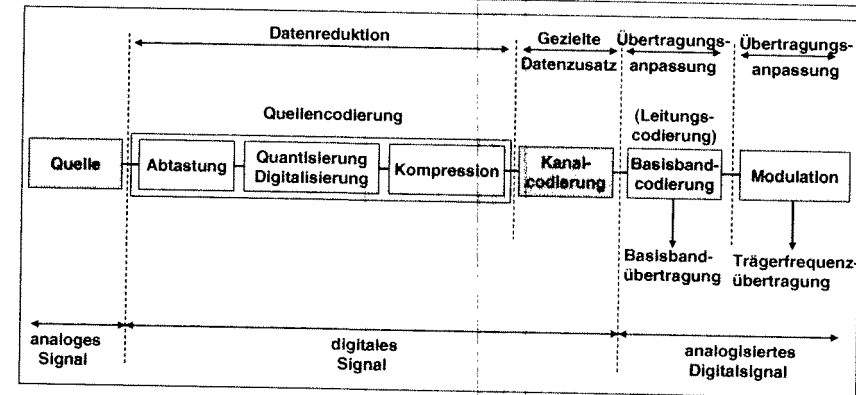 Datenreduktion
Gezielte
Datenzusatz
Übertragungs-
anpassung
Übertragungs-
anpassung
Quellencodierung
(Leitungs-
codierung)
Quelle
Abtastung
Quantisierung
Digitalisierung
Kompression
Kanal-
codierung
Basisband-
codierung
Modulation
Basisband-
übertragung
Trägerfrequenz-
übertragung
analoges
Signal
digitales
Signal
analogisiertes
Digitalsignal